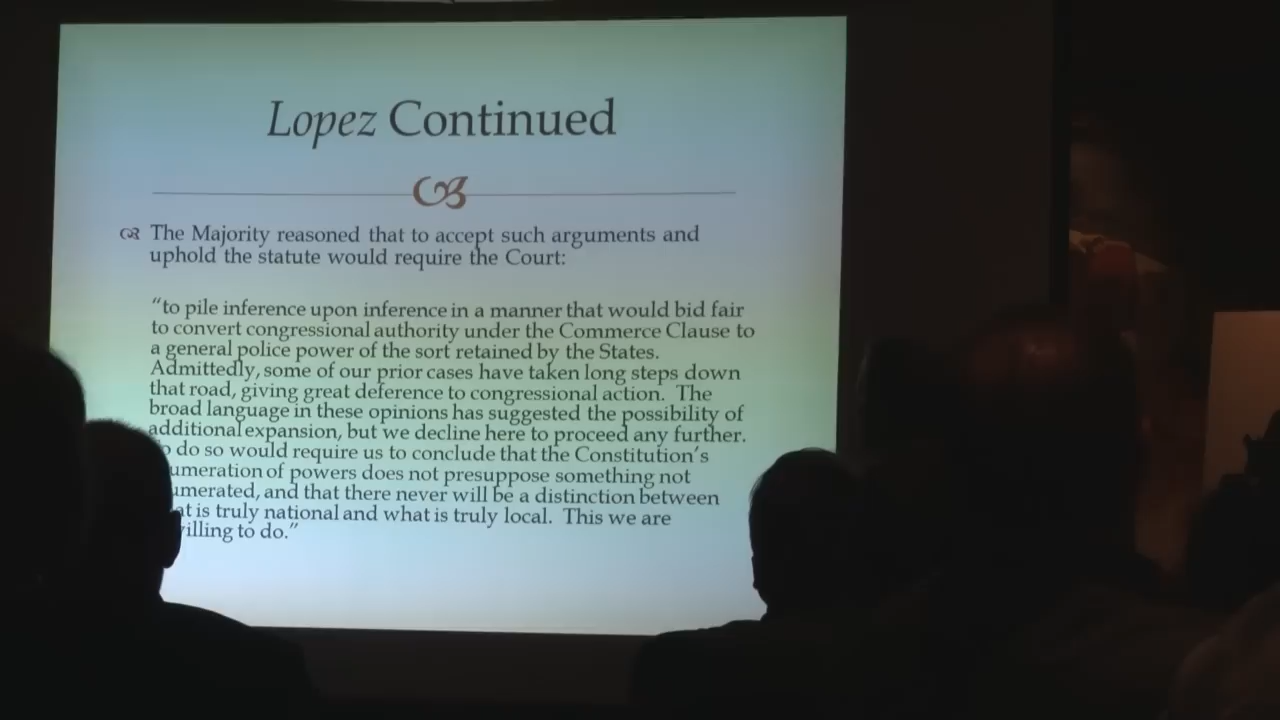 Lopez Continued
The Majority reasoned that to accept such arguments and
uphold the statute would require the Court:
“to pile inference upon inference in a manner that would bid fair
to convert congressional authority under the Commerce Clause to
a general police power of the sort retained by the States.
Admittedly, some of our prior cases have taken long steps down
that road, giving great deference to congressional action. The
broad language in these opinions has suggested the possibility of
additional expansion, but we decline here to proceed any further.
do so would require us to conclude that the Constitution’s
of powers does not presuppose something not
and that there never will be a distinction between
is truly national and what is truly local. This we are
to do.”